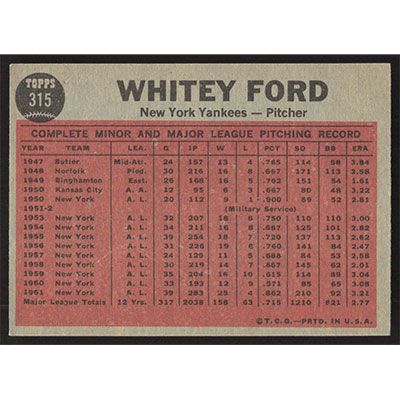 TOPPS
315
WHITEY FORD
New York Yankees — Pitcher
COMPLETE MINOR AND MAJOR LEAGUE PITCHING RECORD
YEAR TEAM LEA. G IP W L PCT SO BB ERA
1947 Butler Mid-Atl. 24 157 13 4 .765 114 58 3.84
1948 Norfolk Pied. 30 216 16 8 .667 171 113 2.58
1949 Binghamton East. 26 168 16 5 .762 151 54 1.61
1950 Kansas City A. A. 12 95 6 3 .667 80 48 3.22
1950 New York A. L. 20 112 9 1 .900 52 2.81
1951-2 (Military Service)
1953 New York A. L. 32 207 18 6 .750 110 110 3.00
1954 New York A. L. 34 211 16 8 .667 125 101 2.82
1955 New York A. L. 39 254 18 7 .720 137 113 2.62
1956 New York A. L. 31 226 19 6 .760 141 84 2.47
1957 New York A. L. 24 129 11 5 .688 84 53 2.58
1958 New York A. L. 30 219 14 7 .667 145 62 2.01
1959 New York A. L. 35 204 16 10 .615 114 89 3.04
1960 New York A. L. 33 12 9 85 65 3.08
1961 New York A. L. 39 283 25 4 .862 92 3.21
Major League Totals 12 Yrs. 317 2038 158 63 .715 1210 821 2.77
© T. C. G. — PRTD. IN U. S. A.